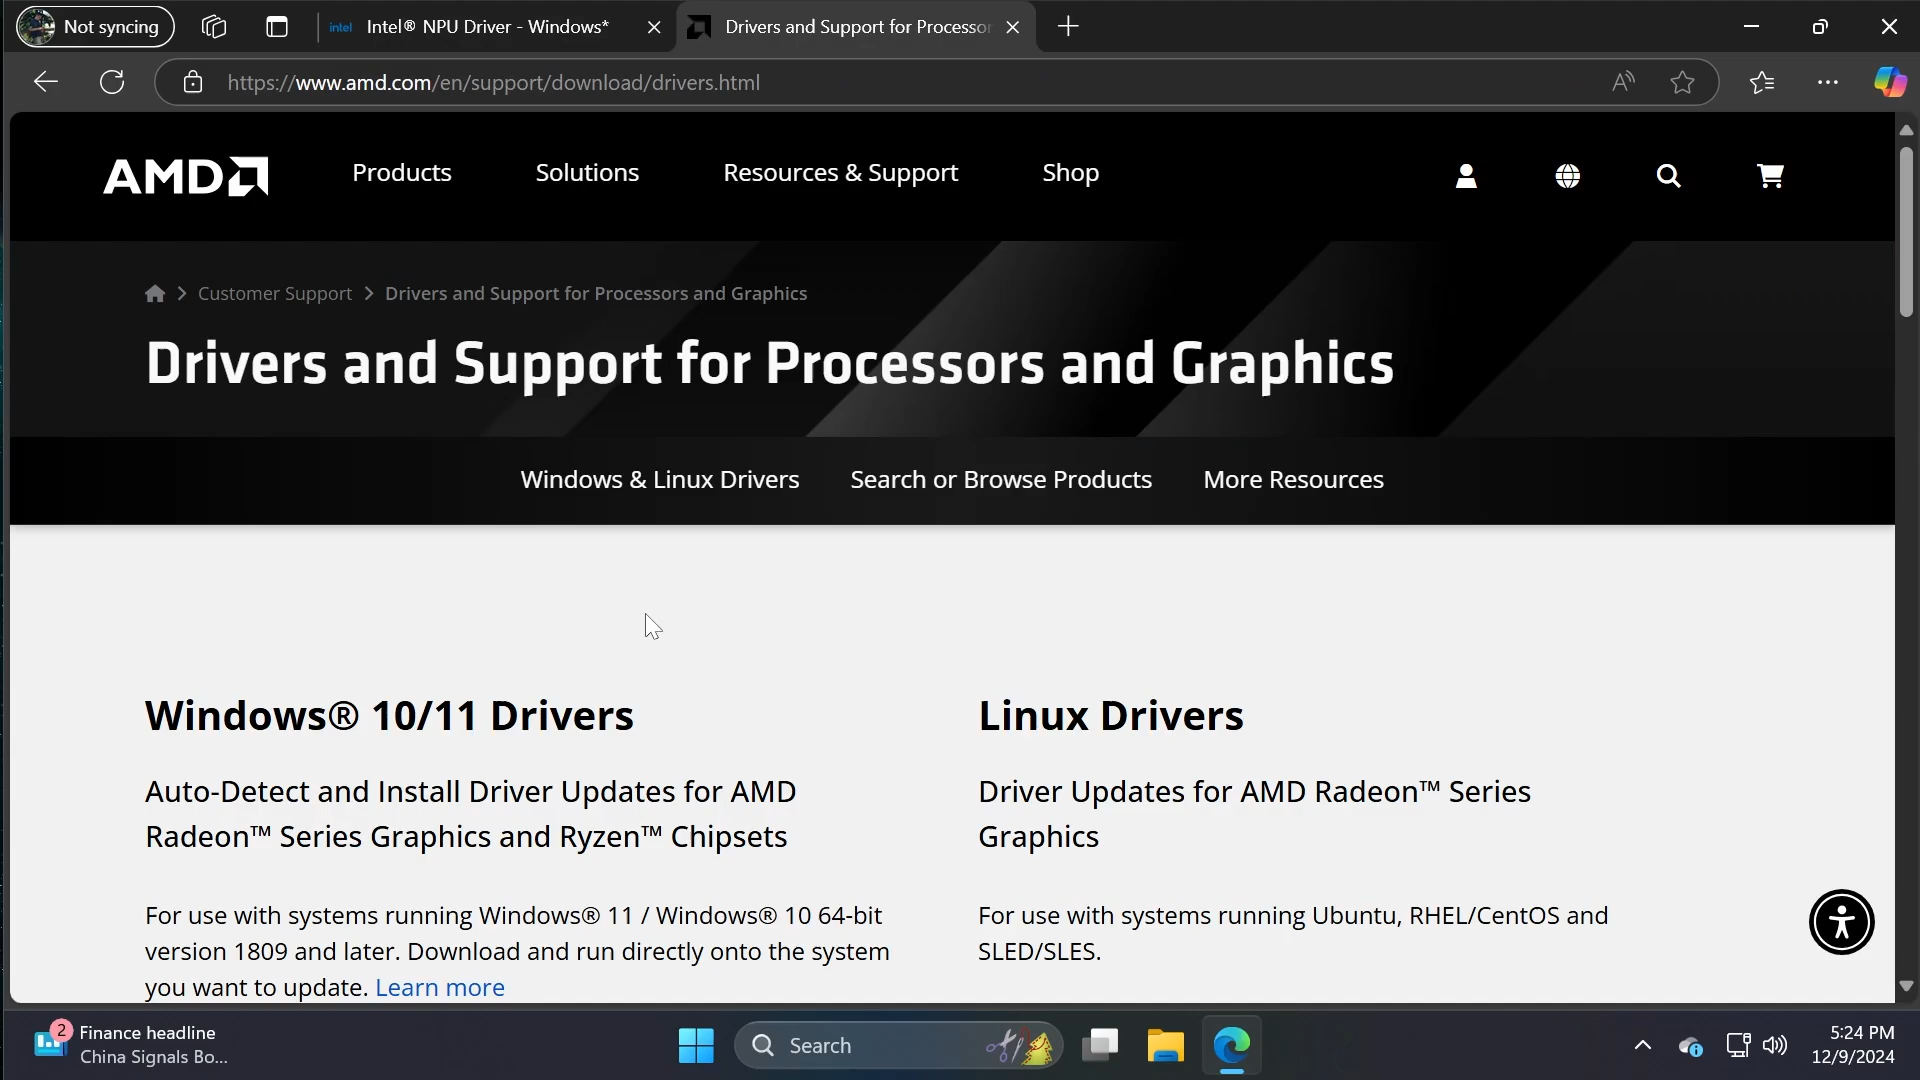 Not syncing
intel Intel® NPU Driver - Windows*
Drivers and Support for Processor
https://www.amd.com/en/support/download/drivers.html
AMD
Products
Solutions
Resources & Support
Shop
Customer Support > Drivers and Support for Processors and Graphics
Drivers and Support for Processors and Graphics
Windows & Linux Drivers
Search or Browse Products
More Resources
Windows® 10/11 Drivers
Auto-Detect and Install Driver Updates for AMD
Radeon™ Series Graphics and Ryzen™ Chipsets
For use with systems running Windows® 11 / Windows® 10 64-bit
version 1809 and later. Download and run directly onto the system
you want to update. Learn more
Linux Drivers
Driver Updates for AMD Radeon™ Series
Graphics
For use with systems running Ubuntu, RHEL/CentOS and
SLED/SLES.
2
Finance headline
China Signals Bo...
Search
5:24 PM
12/9/2024